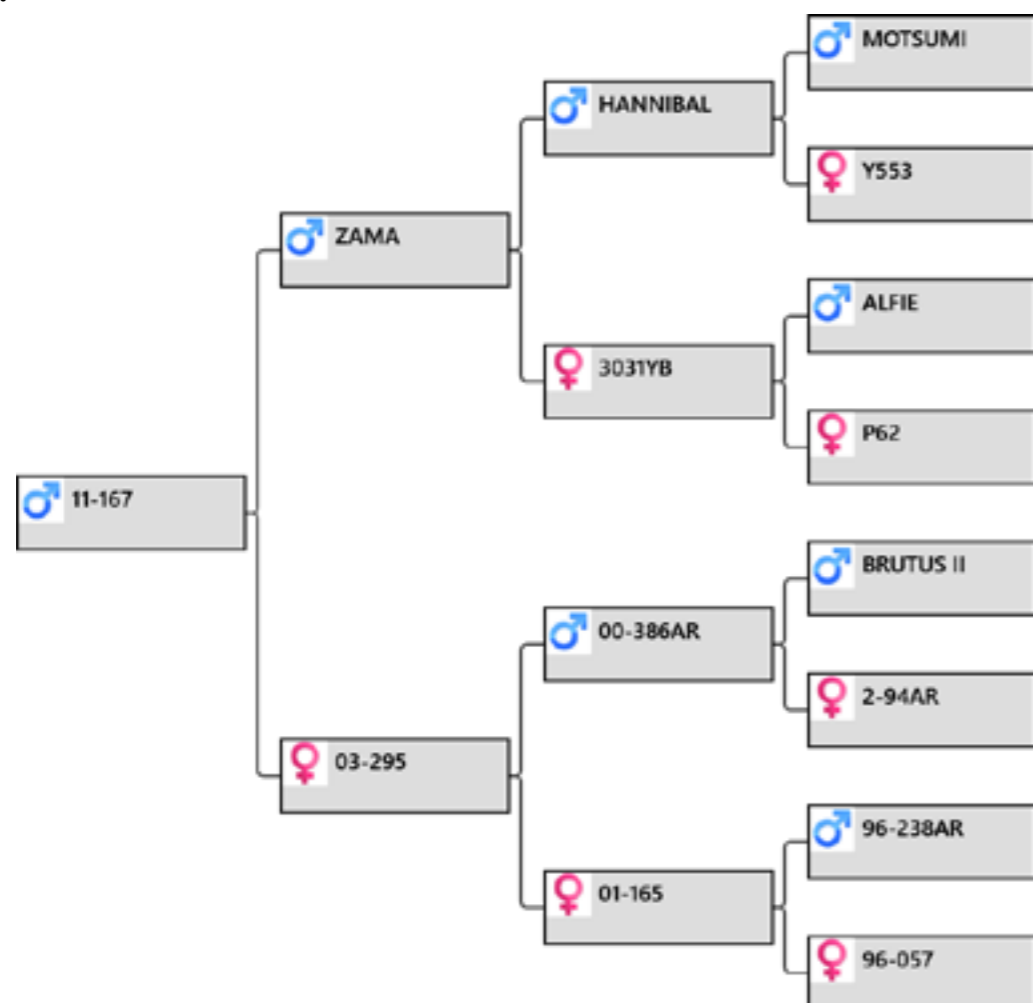 MOTSUMI
HANNIBAL
Y553
ZAMA
ALFIE
3031YB
P62
11-167
BRUTUS II
00-386AR
2-94AR
03-295
96-238AR
01-165
96-057